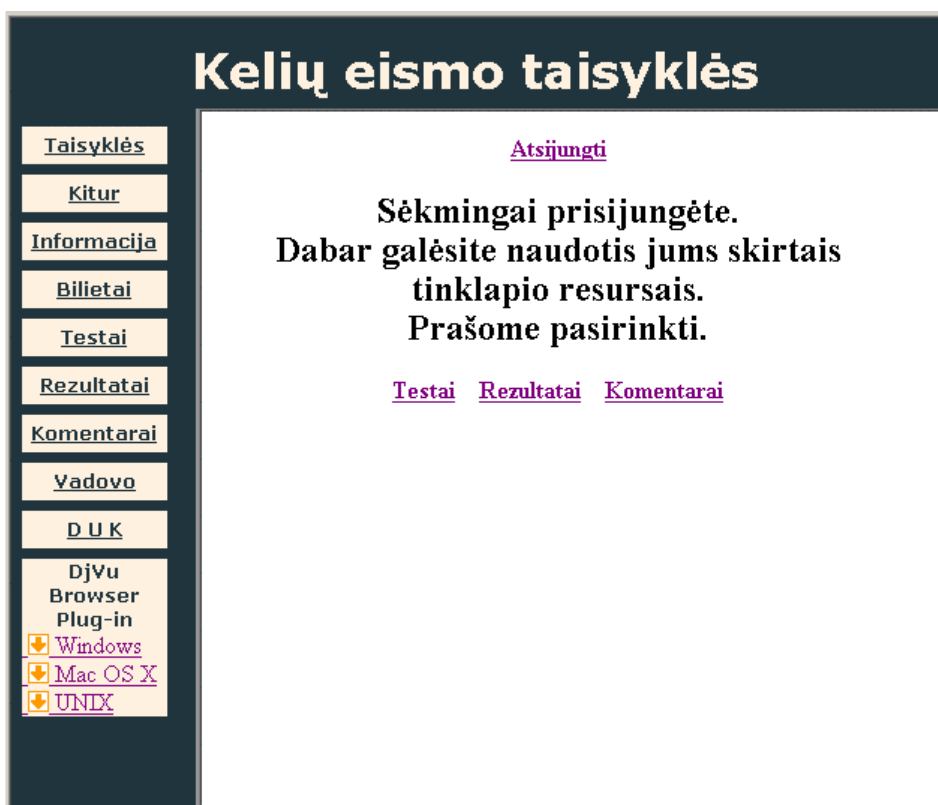 Kelių eismo taisyklės
Taisyklės
Kitur
Informacija
Bilietai
Testai
Rezultatai
Komentarai
Vadovo
D U K
DjVu
Browser
Plug-in
Windows
Mac OS X
UNIX
Atsijungti
Sėkmingai prisijungėte.
Dabar galėsite naudotis jums skirtais
tinklapio resursais.
Prašome pasirinkti.
Testai Rezultatai Komentarai